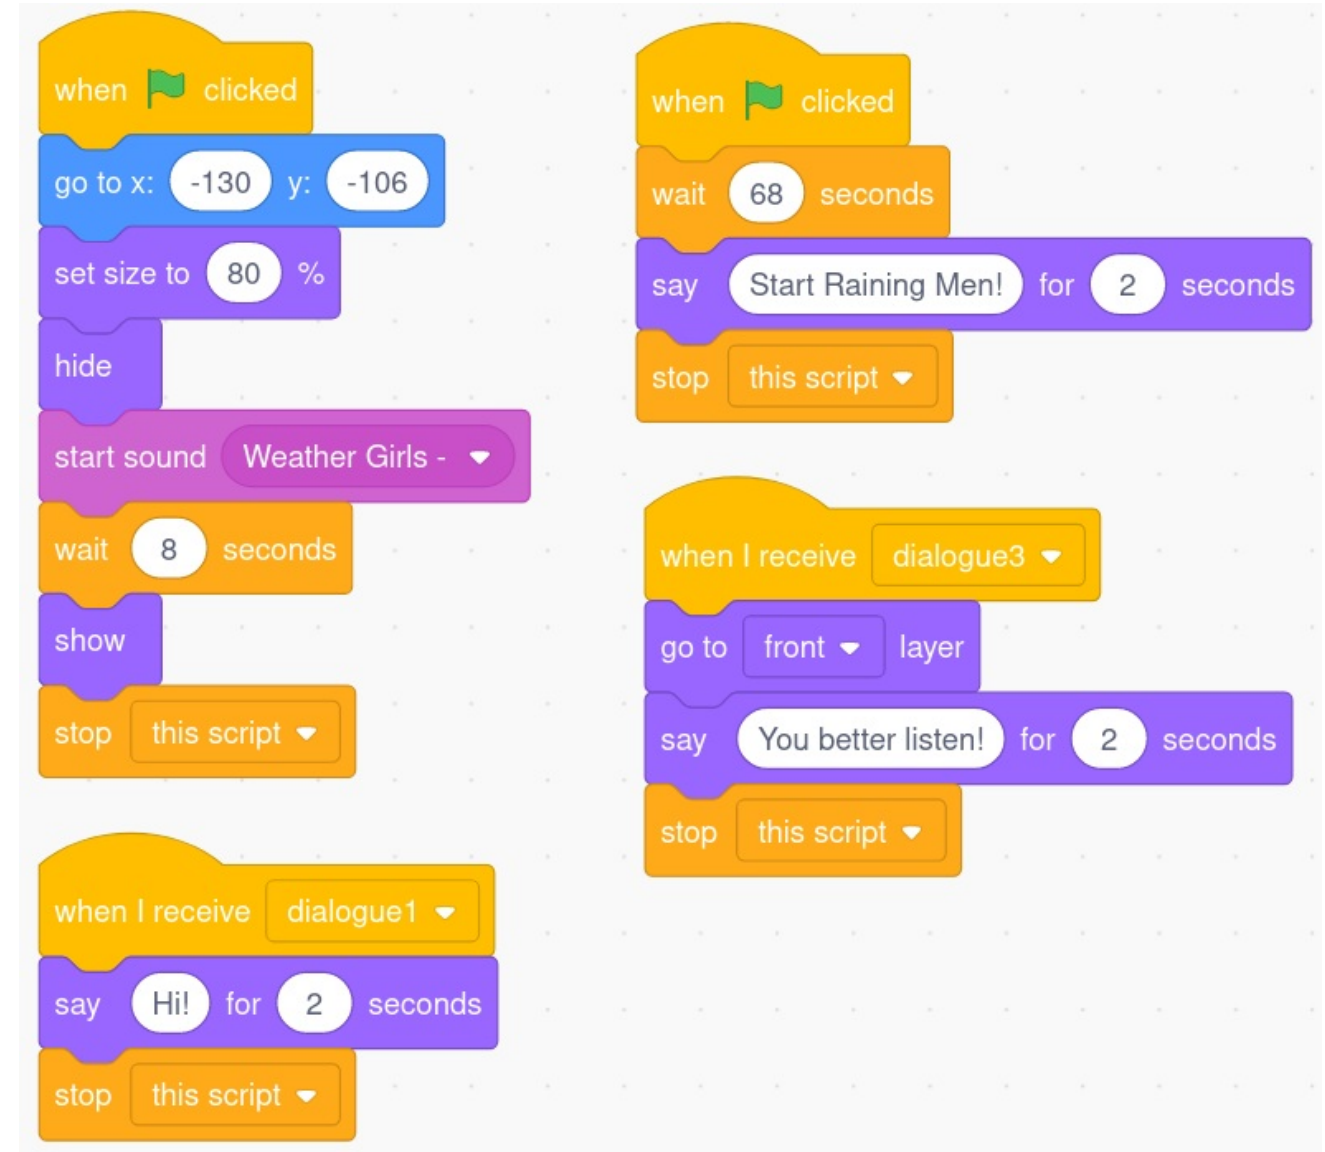 when clicked
go to x: -130 y: -106
set size to 80 %
hide
start sound Weather Girls -
wait 8 seconds
show
stop this script
when I receive dialogue1
say Hi! for 2 seconds
stop this script
when clicked
wait 68 seconds
say Start Raining Men! for 2 seconds
stop this script
when I receive dialogue3
go to front layer
say You better listen! for 2 seconds
stop this script